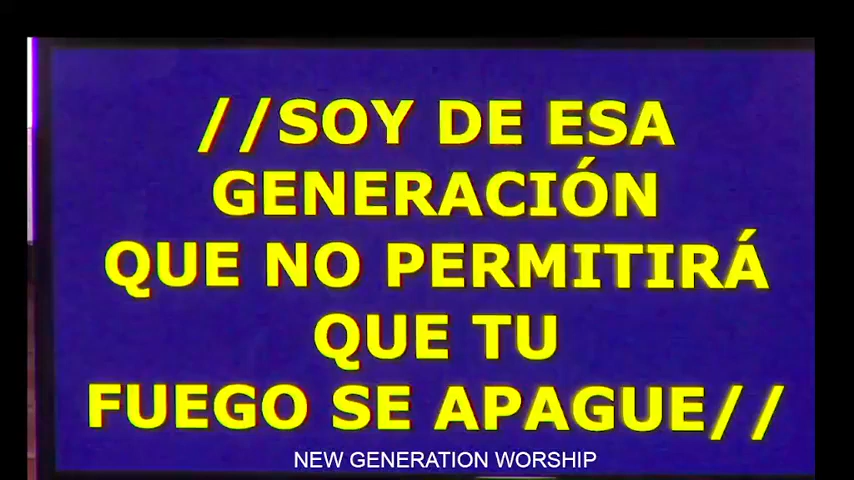 //SOY DE ESA
GENERACIÓN
QUE NO PERMITIRÁ
QUE TU
FUEGO SE APAGUE//
NEW GENERATION WORSHIP